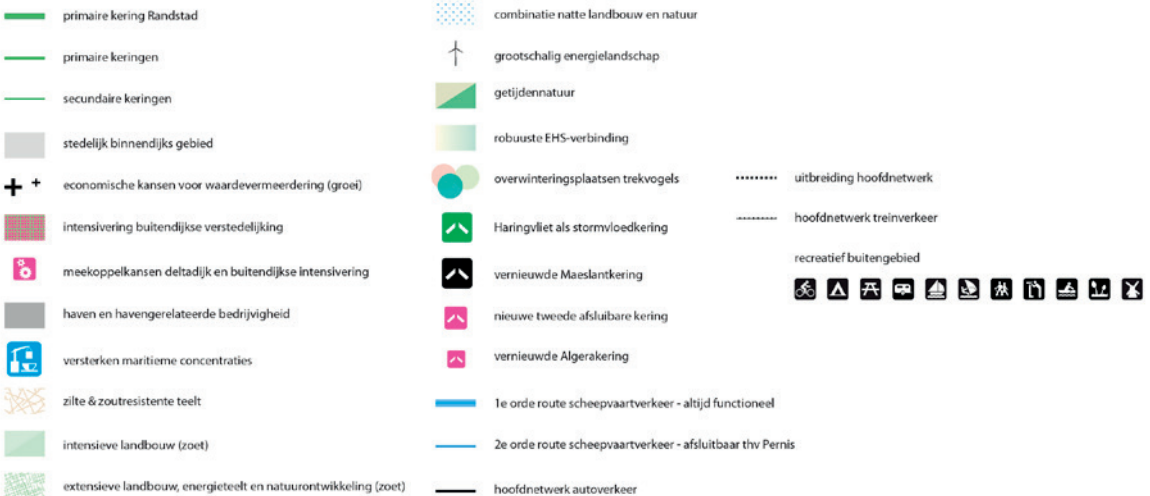 primaire kering Randstad
primaire keringen
secundaire keringen
stedelijk binnendijks gebied
economische kansen voor waardevermeerdering (groei)
intensivering buitendijkse verstedelijking
meekoppelkansen deltadijk en buitendijkse intensivering
haven en havengerelateerde bedrijvigheid
versterken maritieme concentraties
zilte & zoutresistente teelt
intensieve landbouw (zoet)
extensieve landbouw, energieteelt en natuurontwikkeling (zoet)
combinatie natte landbouw en natuur
grootschalig energielandschap
getijdennatuur
robuuste EHS-verbinding
overwinteringsplaatsen trekvogels
Haringvliet als stormvloedkering
vernieuwde Maeslantkering
nieuwe tweede afsluibare kering
vernieuwde Algerakering
1e orde route scheepvaartverkeer - altijd functioneel
2e orde route scheepvaartverkeer - afsluitbaar thv Pernis
hoofdnetwerk autoverkeer
uitbreiding hoofdnetwerk
hoofdnetwerk treinverkeer
recreatief buitengebied